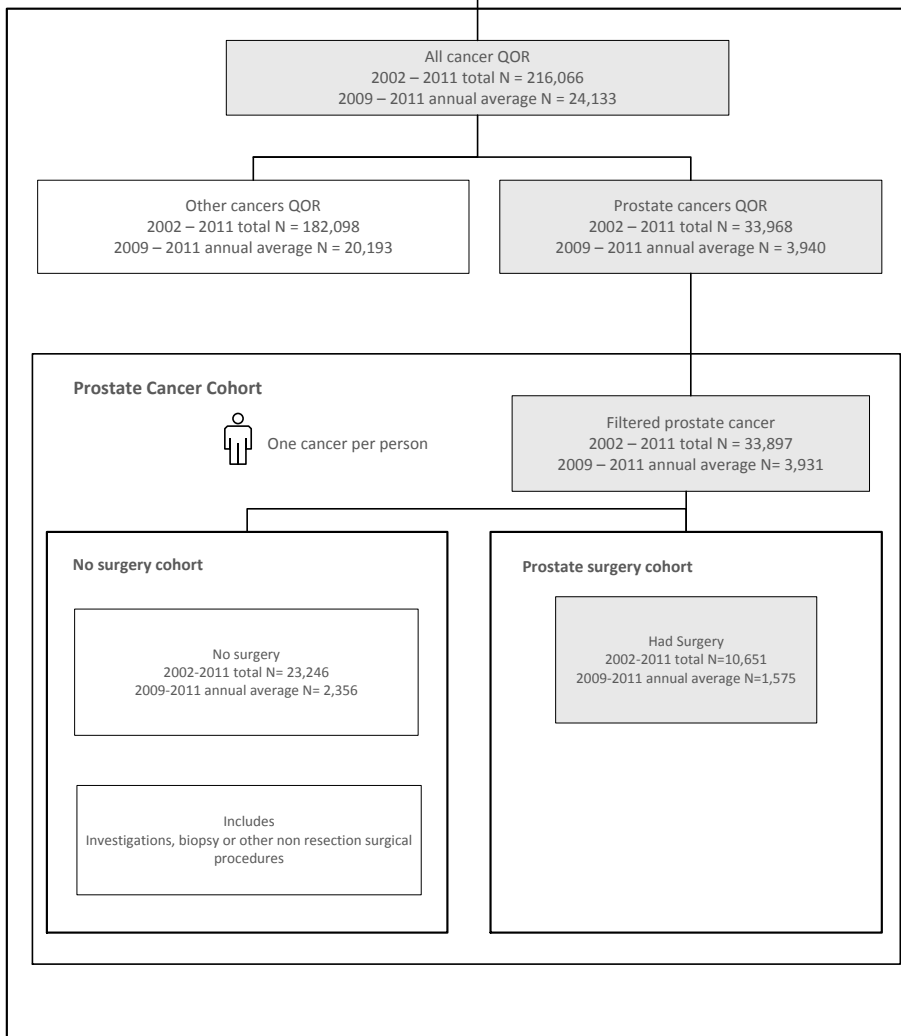 All cancer QOR
2002 – 2011 total N = 216,066
2009 – 2011 annual average N = 24,133
Other cancers QOR
2002 – 2011 total N = 182,098
2009 – 2011 annual average N = 20,193
Prostate cancers QOR
2002 – 2011 total N = 33,968
2009 – 2011 annual average N = 3,940
Prostate Cancer Cohort
One cancer per person
Filtered prostate cancer
2002 – 2011 total N = 33,897
2009 – 2011 annual average N= 3,931
No surgery cohort
No surgery
2002-2011 total N= 23,246
2009-2011 annual average N= 2,356
Includes
Investigations, biopsy or other non resection surgical
procedures
Prostate surgery cohort
Had Surgery
2002-2011 total N=10,651
2009-2011 annual average N=1,575